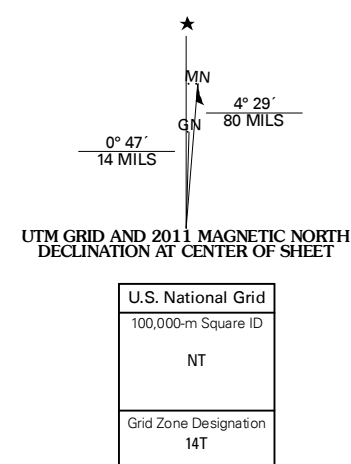 MN
4° 29´
80 MILS
GN
0° 47´
14 MILS
UTM GRID AND 2011 MAGNETIC NORTH
DECLINATION AT CENTER OF SHEET
U.S. National Grid
100,000-m Square ID
NT
Grid Zone Designation
14T